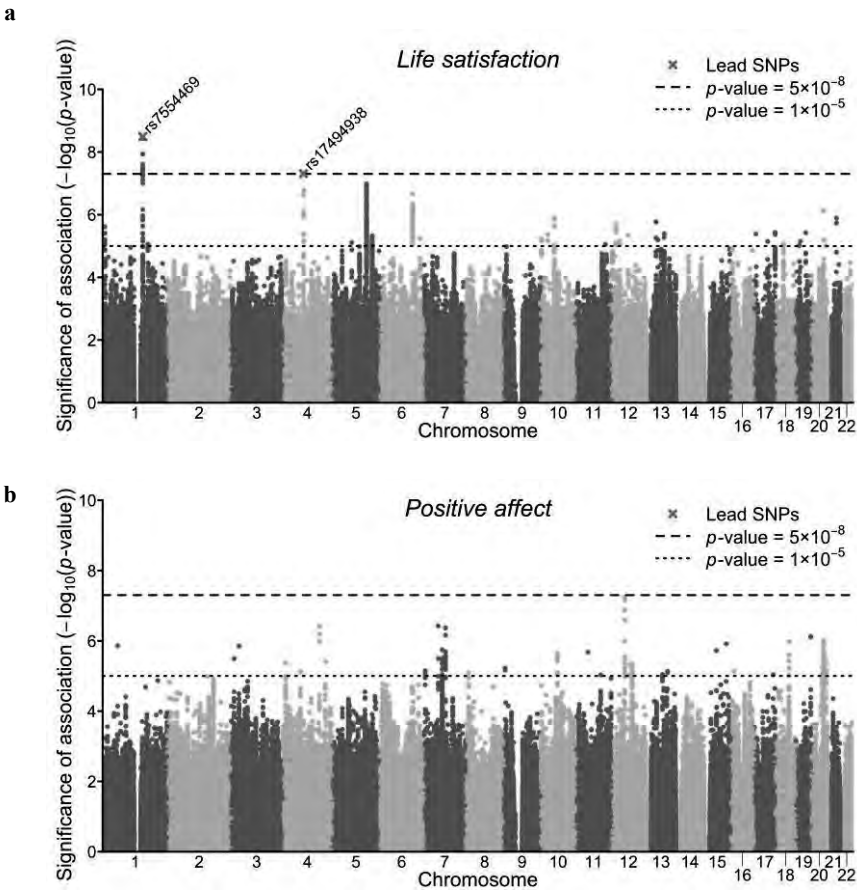 a
Life satisfaction
Lead SNPs
p-value = 5×10⁻⁸
p-value = 1×10⁻⁵
rs7554469
rs17494938
Significance of association (−log₁₀(p-value))
10
8
6
4
2
0
1 2 3 4 5 6 7 8 9 10 11 12 13 14 15 17 19 21
16 18 20 22
Chromosome
b
Positive affect
Lead SNPs
p-value = 5×10⁻⁸
p-value = 1×10⁻⁵
Significance of association (−log₁₀(p-value))
10
8
6
4
2
0
1 2 3 4 5 6 7 8 9 10 11 12 13 14 15 17 19 21
16 18 20 22
Chromosome